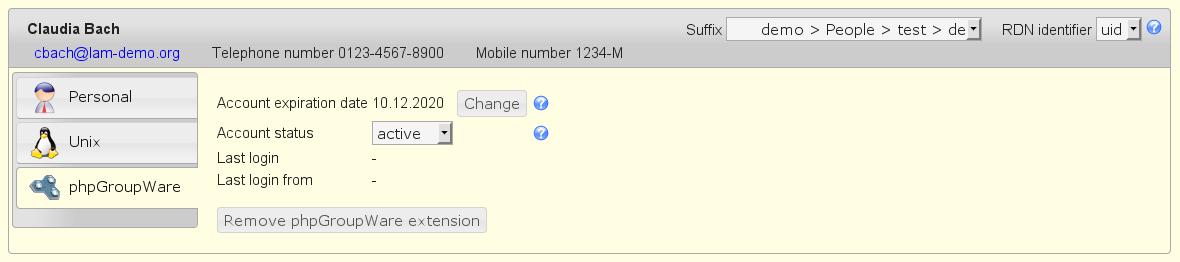 Claudia Bach
Suffix demo > People > test > de RDN identifier uid
cbach@lam-demo.org Telephone number 0123-4567-8900 Mobile number 1234-M
Personal
Unix
phpGroupWare
Account expiration date 10.12.2020 Change
Account status active
Last login -
Last login from -
Remove phpGroupWare extension